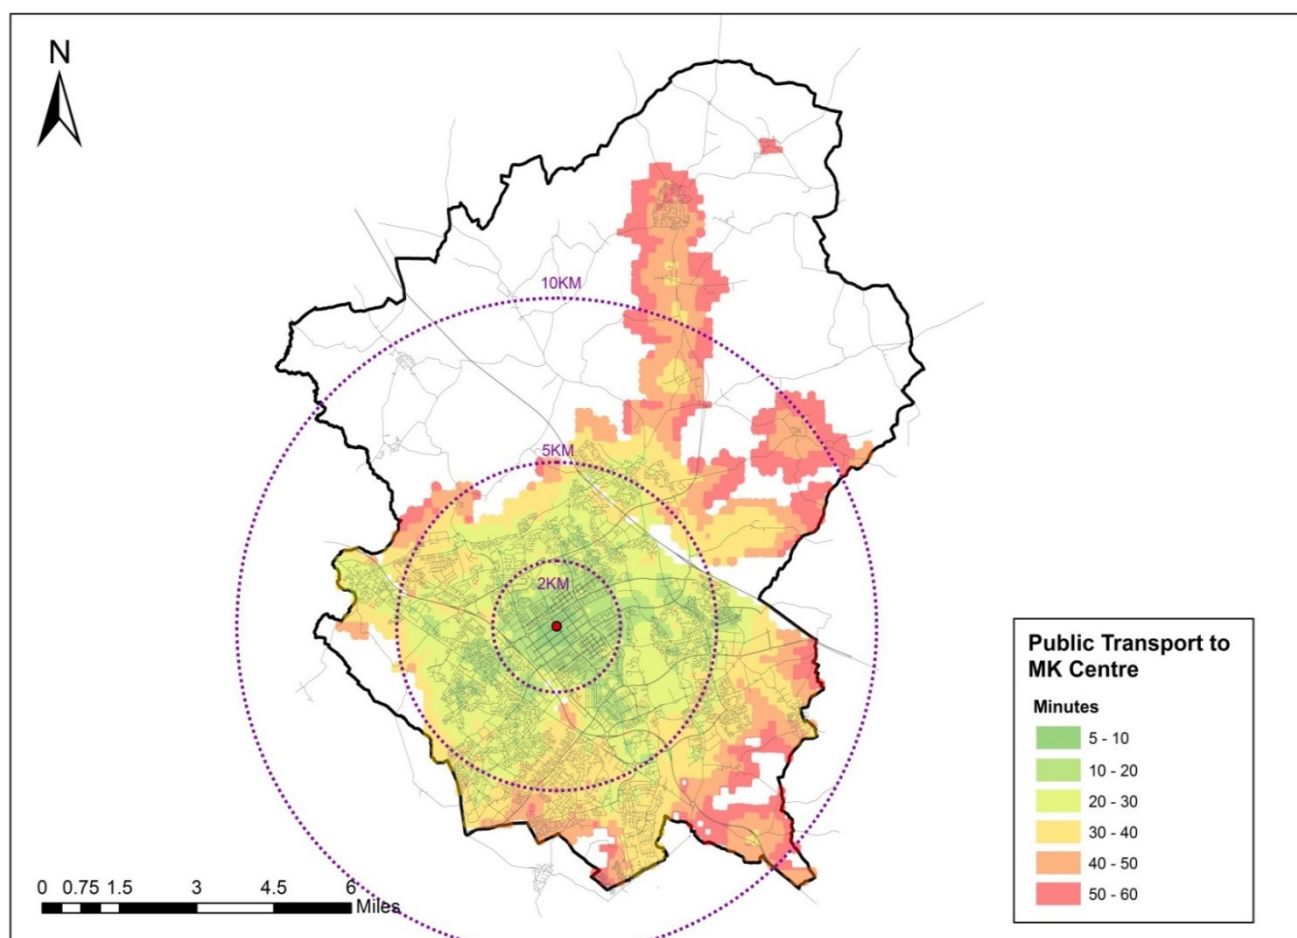 N
10KM
5KM
2KM
0 0.75 1.5 3 4.5 6
Miles
Public Transport to
MK Centre
Minutes
5 - 10
10 - 20
20 - 30
30 - 40
40 - 50
50 - 60